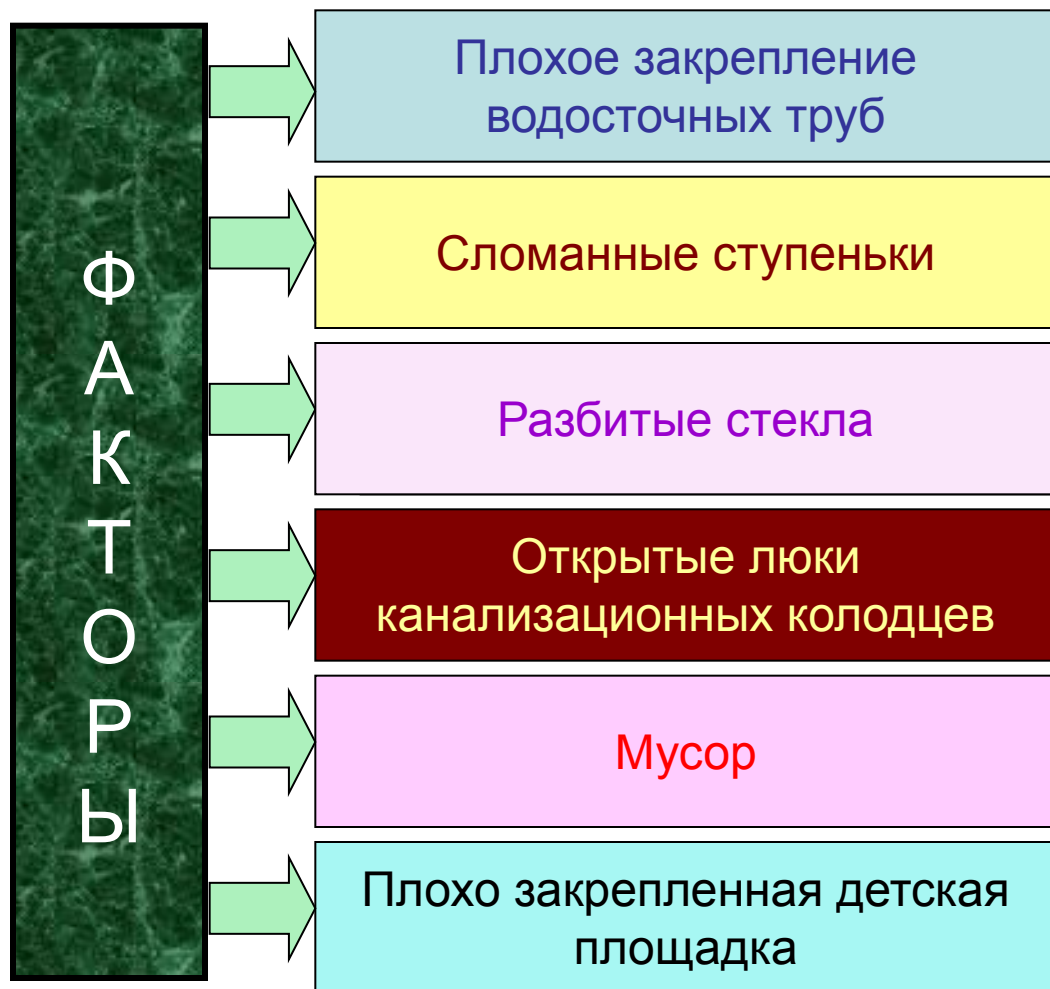 ФАКТОРЫ
Плохое закрепление
водосточных труб
Сломанные ступеньки
Разбитые стекла
Открытые люки
канализационных колодцев
Мусор
Плохо закрепленная детская
площадка